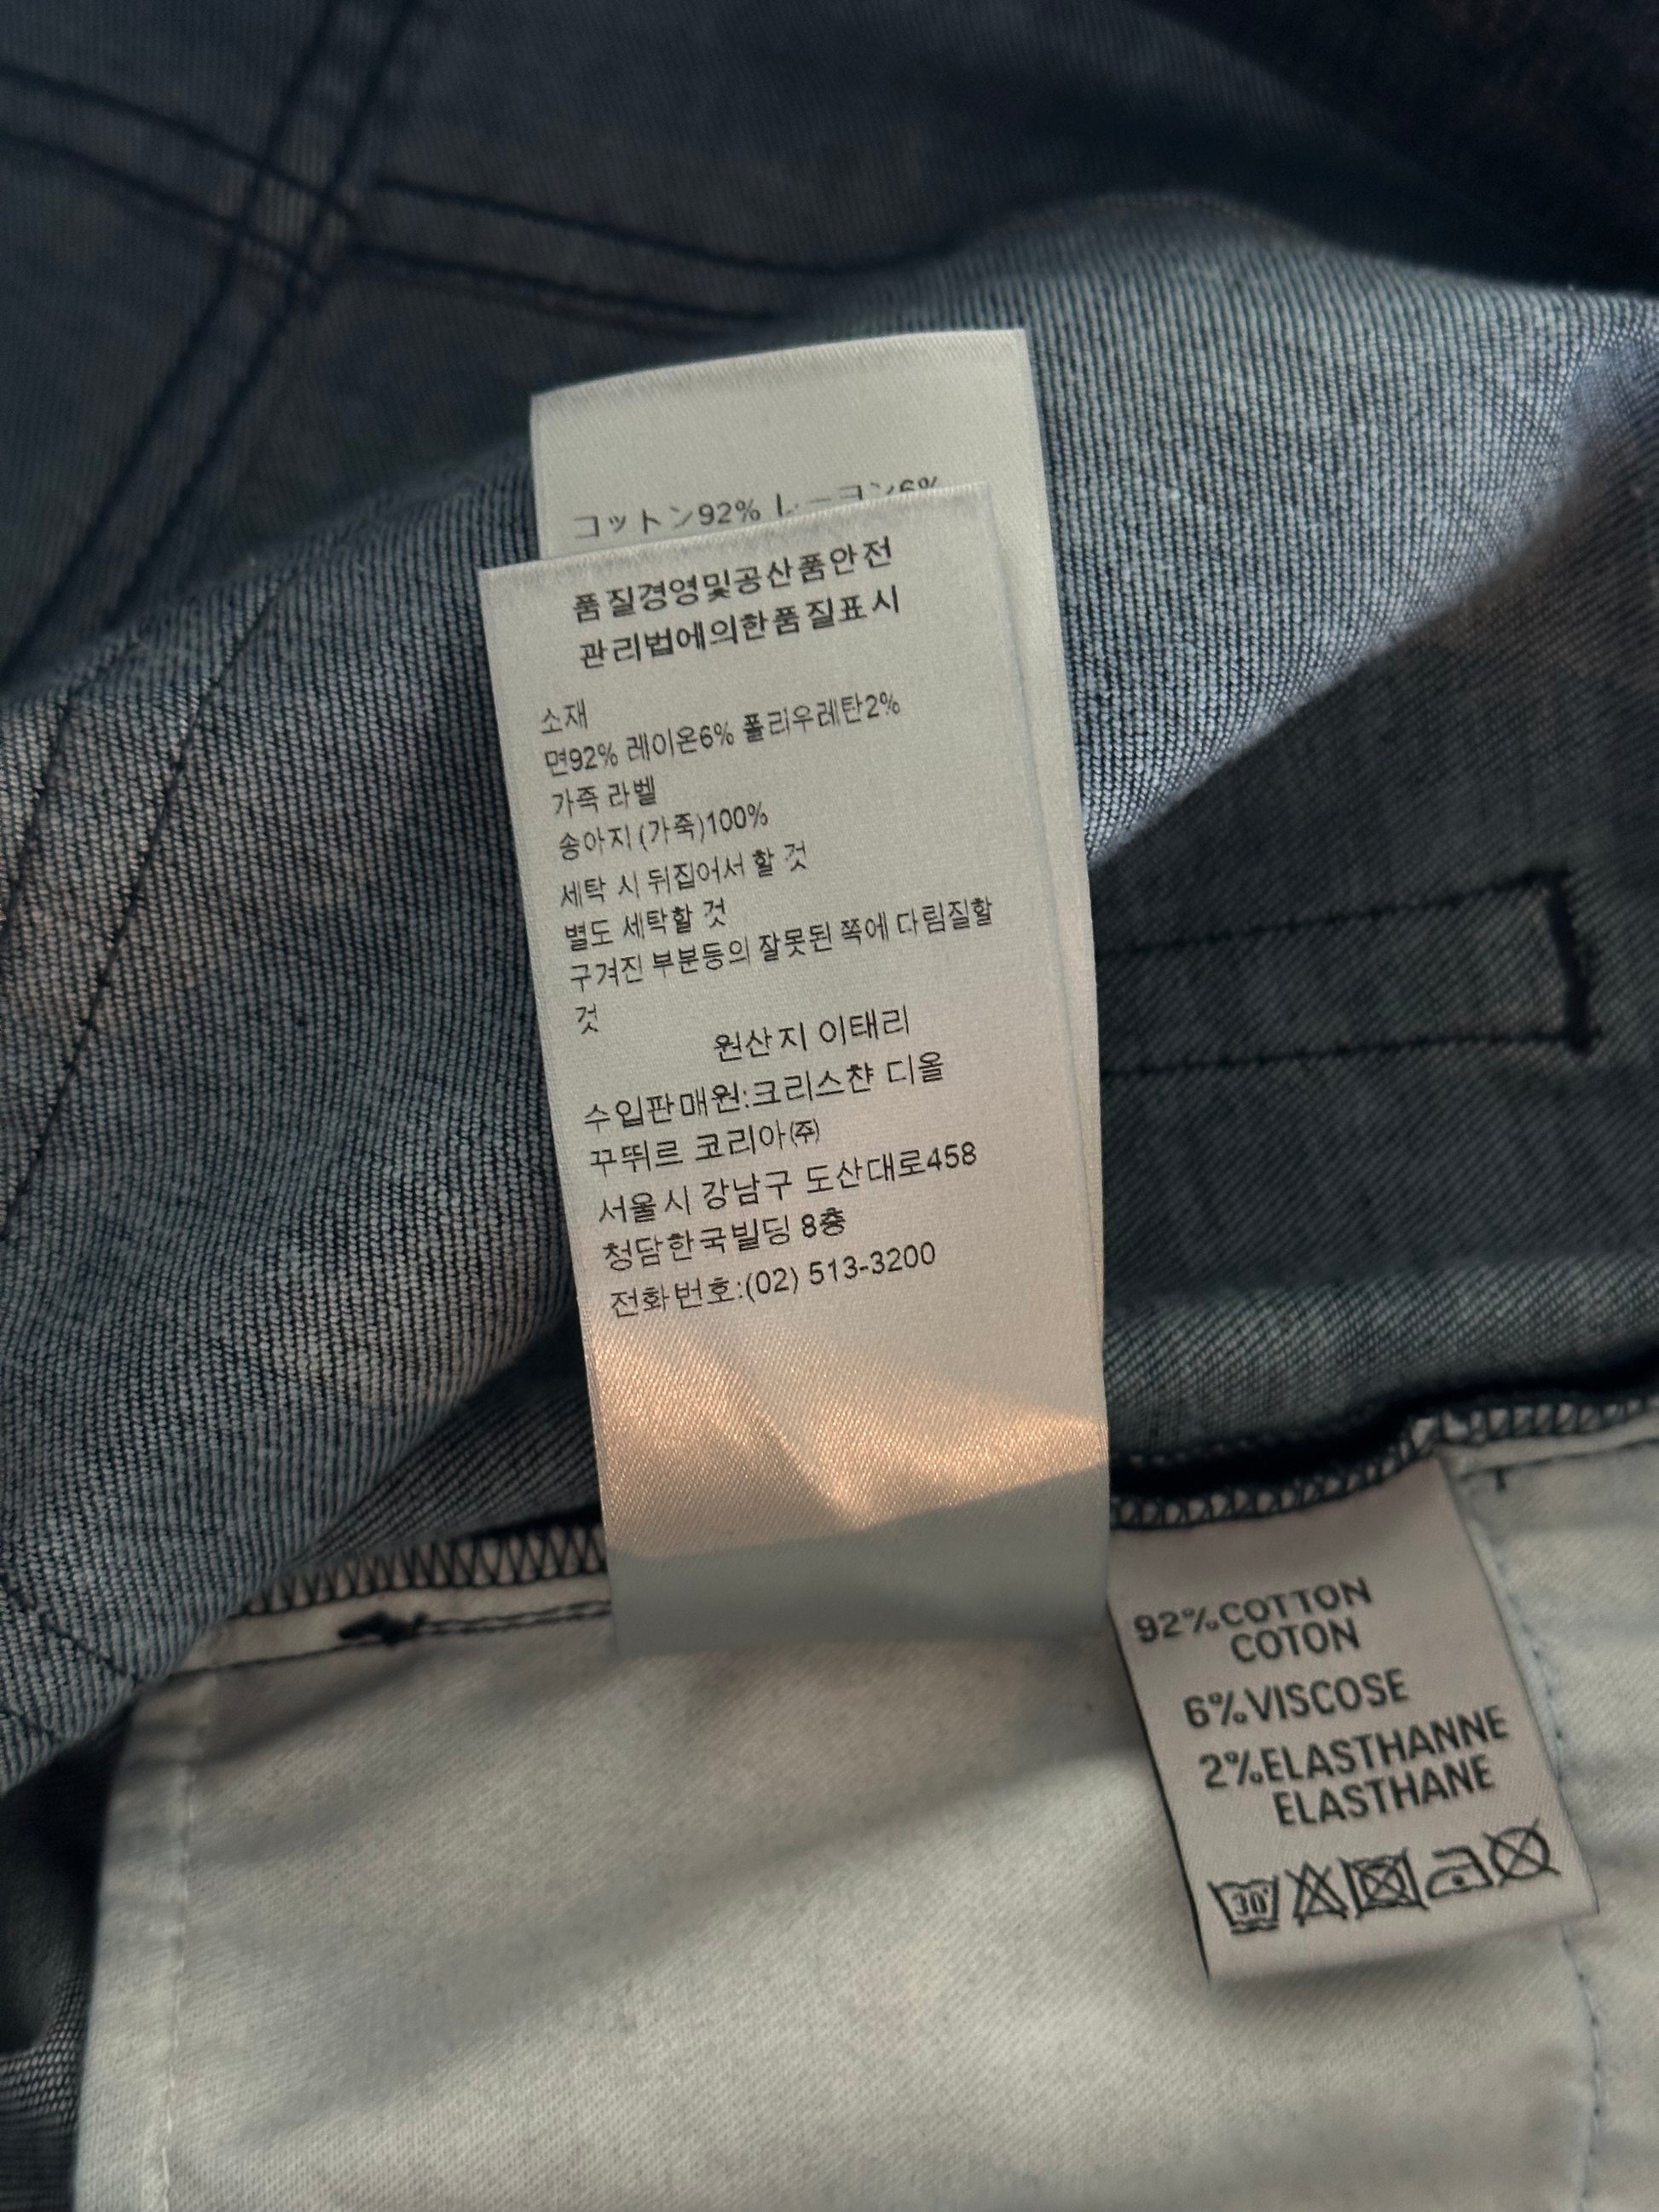 コットン92% レーヨン6%
품질경영및공산품안전
관리법에의한품질표시
소재
면92% 레이온6% 폴리우레탄2%
가죽 라벨
송아지(가죽)100%
세탁 시 뒤집어서 할 것
별도 세탁할 것
구겨진 부분등의 잘못된 쪽에 다림질할
것
원산지 이태리
수입판매원:크리스챤 디올
꾸뛰르 코리아㈜
서울시 강남구 도산대로458
청담한국빌딩 8층
전화번호:(02) 513-3200
92%COTTON
COTON
6%VISCOSE
2%ELASTHANNE
ELASTHANE
30°